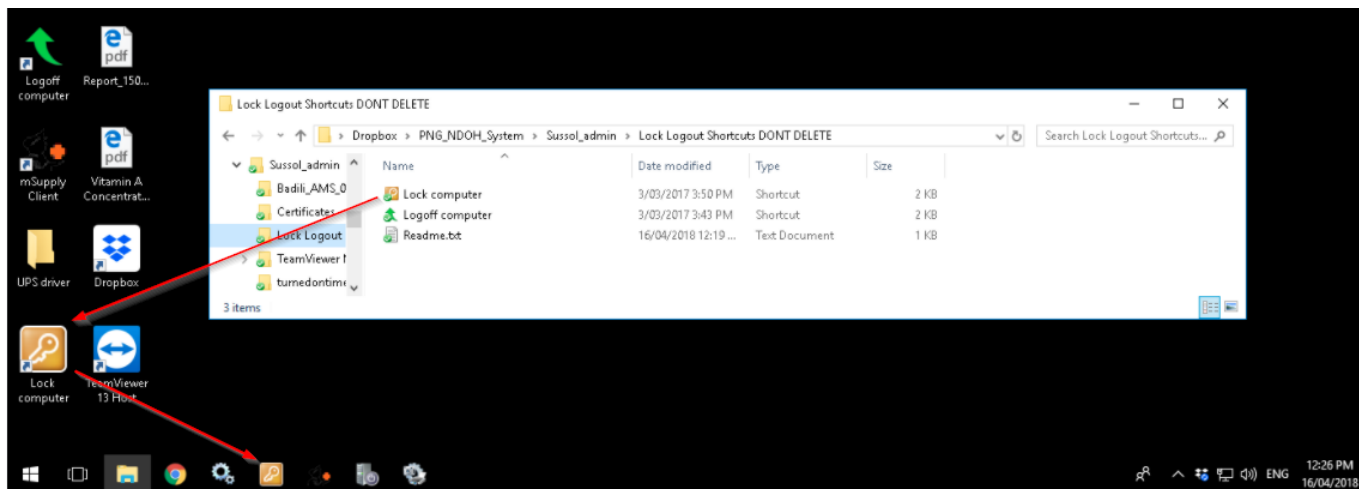 Logoff
computer
pdf
Report_150...
mSupply
Client
pdf
Vitamin A
Concentrat...
UPS driver
Dropbox
Lock
computer
TeamViewer
13 Host
Lock Logout Shortcuts DONT DELETE
Dropbox > PNG_NDOH_System > Sussol_admin > Lock Logout Shortcuts DONT DELETE
Search Lock Logout Shortcuts...
Sussol_admin
Badili_AMS_0
Certificates
Lock Logout
TeamViewer
turnedontime
Name Date modified Type Size
Lock computer 3/03/2017 3:50 PM Shortcut 2 KB
Logoff computer 3/03/2017 3:43 PM Shortcut 2 KB
Readme.txt 16/04/2018 12:19 ... Text Document 1 KB
3 items
ENG
12:26 PM
16/04/2018